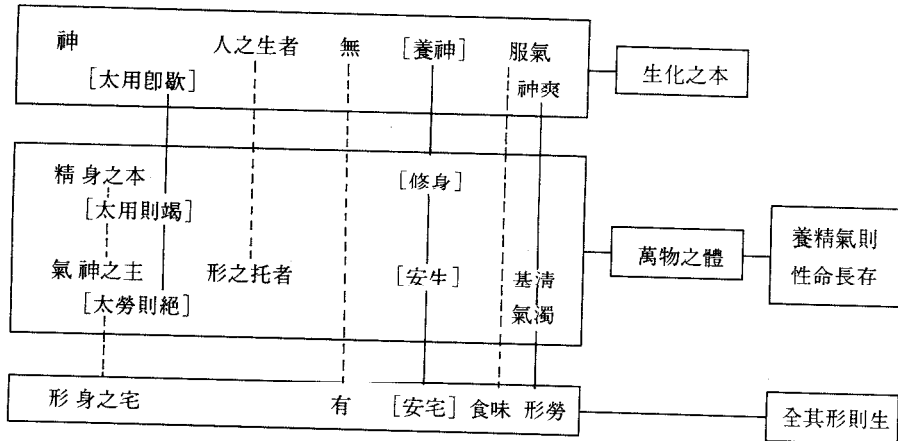 神 人之生者 無 [養神] 服氣
[太用卽歇] 神爽
生化之本
精 身之本 [修身]
[太用則竭]
氣 神之主 形之托者 [安生] 基淸
[太勞則絕] 氣濁
萬物之體
養精氣則
性命長存
形 身之宅 有 [安宅] 食味 形勞
全其形則生